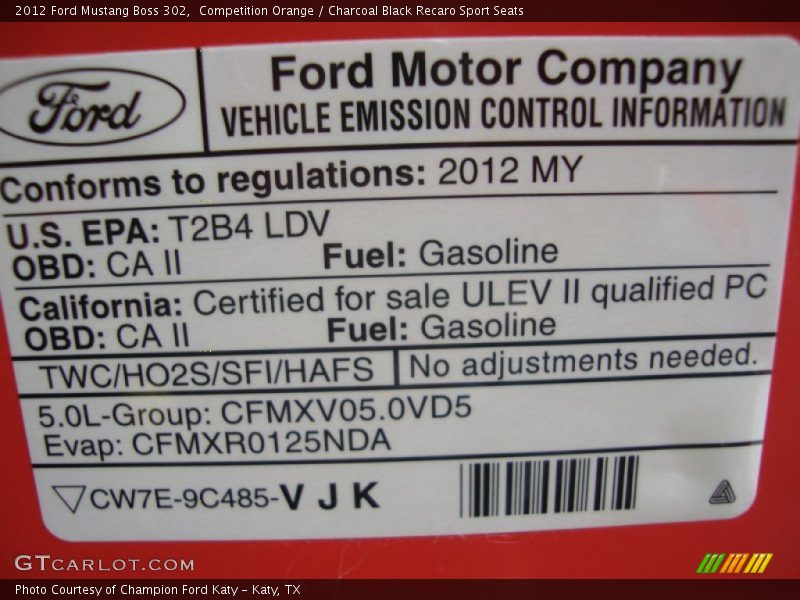 2012 Ford Mustang Boss 302,  Competition Orange / Charcoal Black Recaro Sport Seats
Ford
Ford Motor Company
VEHICLE EMISSION CONTROL INFORMATION
Conforms to regulations: 2012 MY
U.S. EPA: T2B4 LDV
OBD: CA II Fuel: Gasoline
California: Certified for sale ULEV II qualified PC
OBD: CA II Fuel: Gasoline
TWC/HO2S/SFI/HAFS No adjustments needed.
5.0L-Group: CFMXV05.0VD5
Evap: CFMXR0125NDA
CW7E-9C485-V J K
GTCARLOT.COM
Photo Courtesy of Champion Ford Katy – Katy, TX